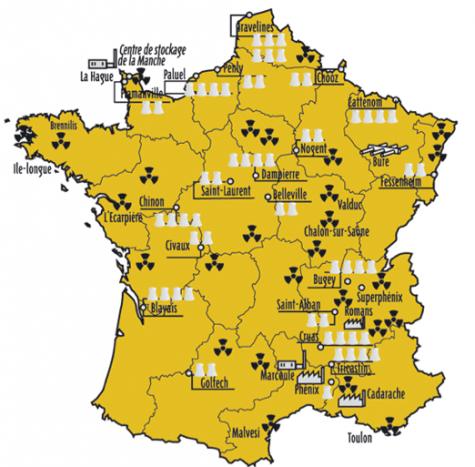 Gravelines
Centre de stockage
de la Manche
La Hague
Flamanville
Paluel
Penly
Chooz
Cattenom
Brennilis
Ile-longue
Nogent
Bure
Fessenheim
Dampierre
Saint-Laurent
Belleville
Chinon
L'Ecarpière
Valduc
Chalon-sur-Saône
Civaux
Bugey
Superphénix
Saint-Alban
Romans
Blayais
Cruas
Tricastin
Golfech
Marcoule
Phénix
Cadarache
Malvesi
Toulon